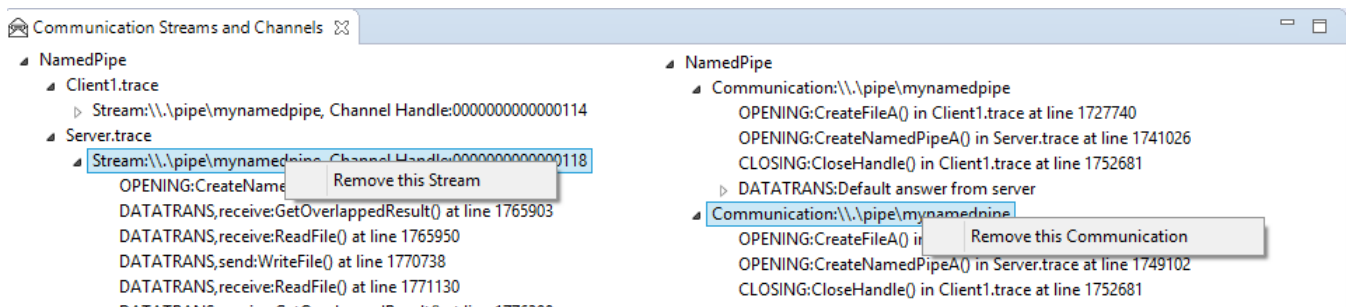 Communication Streams and Channels
NamedPipe
Client1.trace
Stream:\\.\pipe\mynamedpipe, Channel Handle:0000000000000114
Server.trace
Stream:\\.\pipe\mynamedpipe, Channel Handle:0000000000000118
Remove this Stream
OPENING:CreateName
DATATRANS,receive:GetOverlappedResult() at line 1765903
DATATRANS,receive:ReadFile() at line 1765950
DATATRANS,send:WriteFile() at line 1770738
DATATRANS,receive:ReadFile() at line 1771130
NamedPipe
Communication:\\.\pipe\mynamedpipe
OPENING:CreateFileA() in Client1.trace at line 1727740
OPENING:CreateNamedPipeA() in Server.trace at line 1741026
CLOSING:CloseHandle() in Client1.trace at line 1752681
DATATRANS:Default answer from server
Communication:\\.\pipe\mynamedpipe
Remove this Communication
OPENING:CreateFileA() in
OPENING:CreateNamedPipeA() in Server.trace at line 1749102
CLOSING:CloseHandle() in Client1.trace at line 1752681